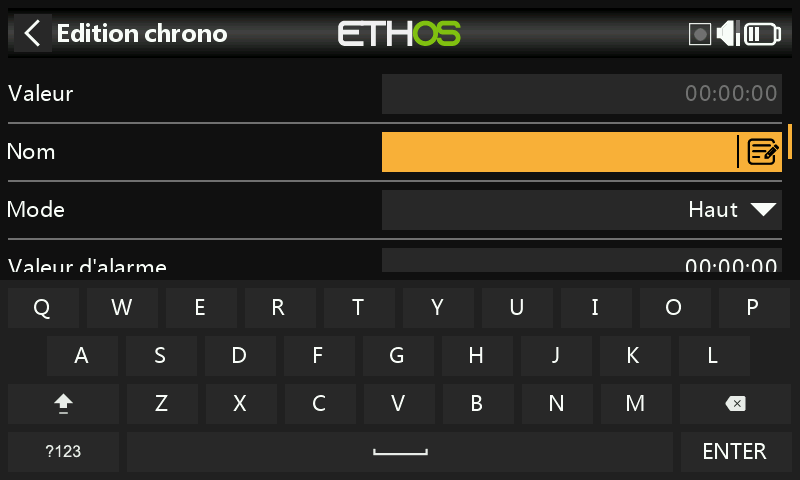 Edition chrono
ETHOS
Valeur 00:00:00
Nom
Mode Haut
Valeur d'alarme 00:00:00
Q W E R T Y U I O P
A S D F G H J K L
Z X C V B N M
?123 ENTER